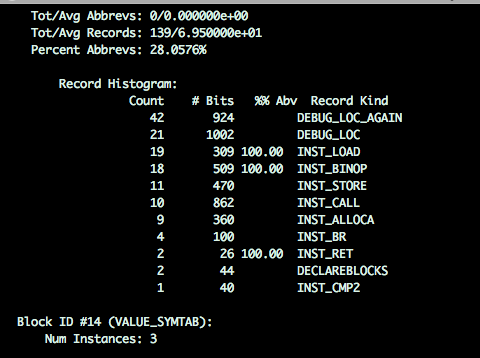 Tot/Avg Abbrevs: 0/0.000000e+00
Tot/Avg Records: 139/6.950000e+01
Percent Abbrevs: 28.0576%
Record Histogram:
Count # Bits %% Abv Record Kind
42 924 DEBUG_LOC_AGAIN
21 1002 DEBUG_LOC
19 309 100.00 INST_LOAD
18 509 100.00 INST_BINOP
11 470 INST_STORE
10 862 INST_CALL
9 360 INST_ALLOCA
4 100 INST_BR
2 26 100.00 INST_RET
2 44 DECLAREBLOCKS
1 40 INST_CMP2
Block ID #14 (VALUE_SYMTAB):
Num Instances: 3